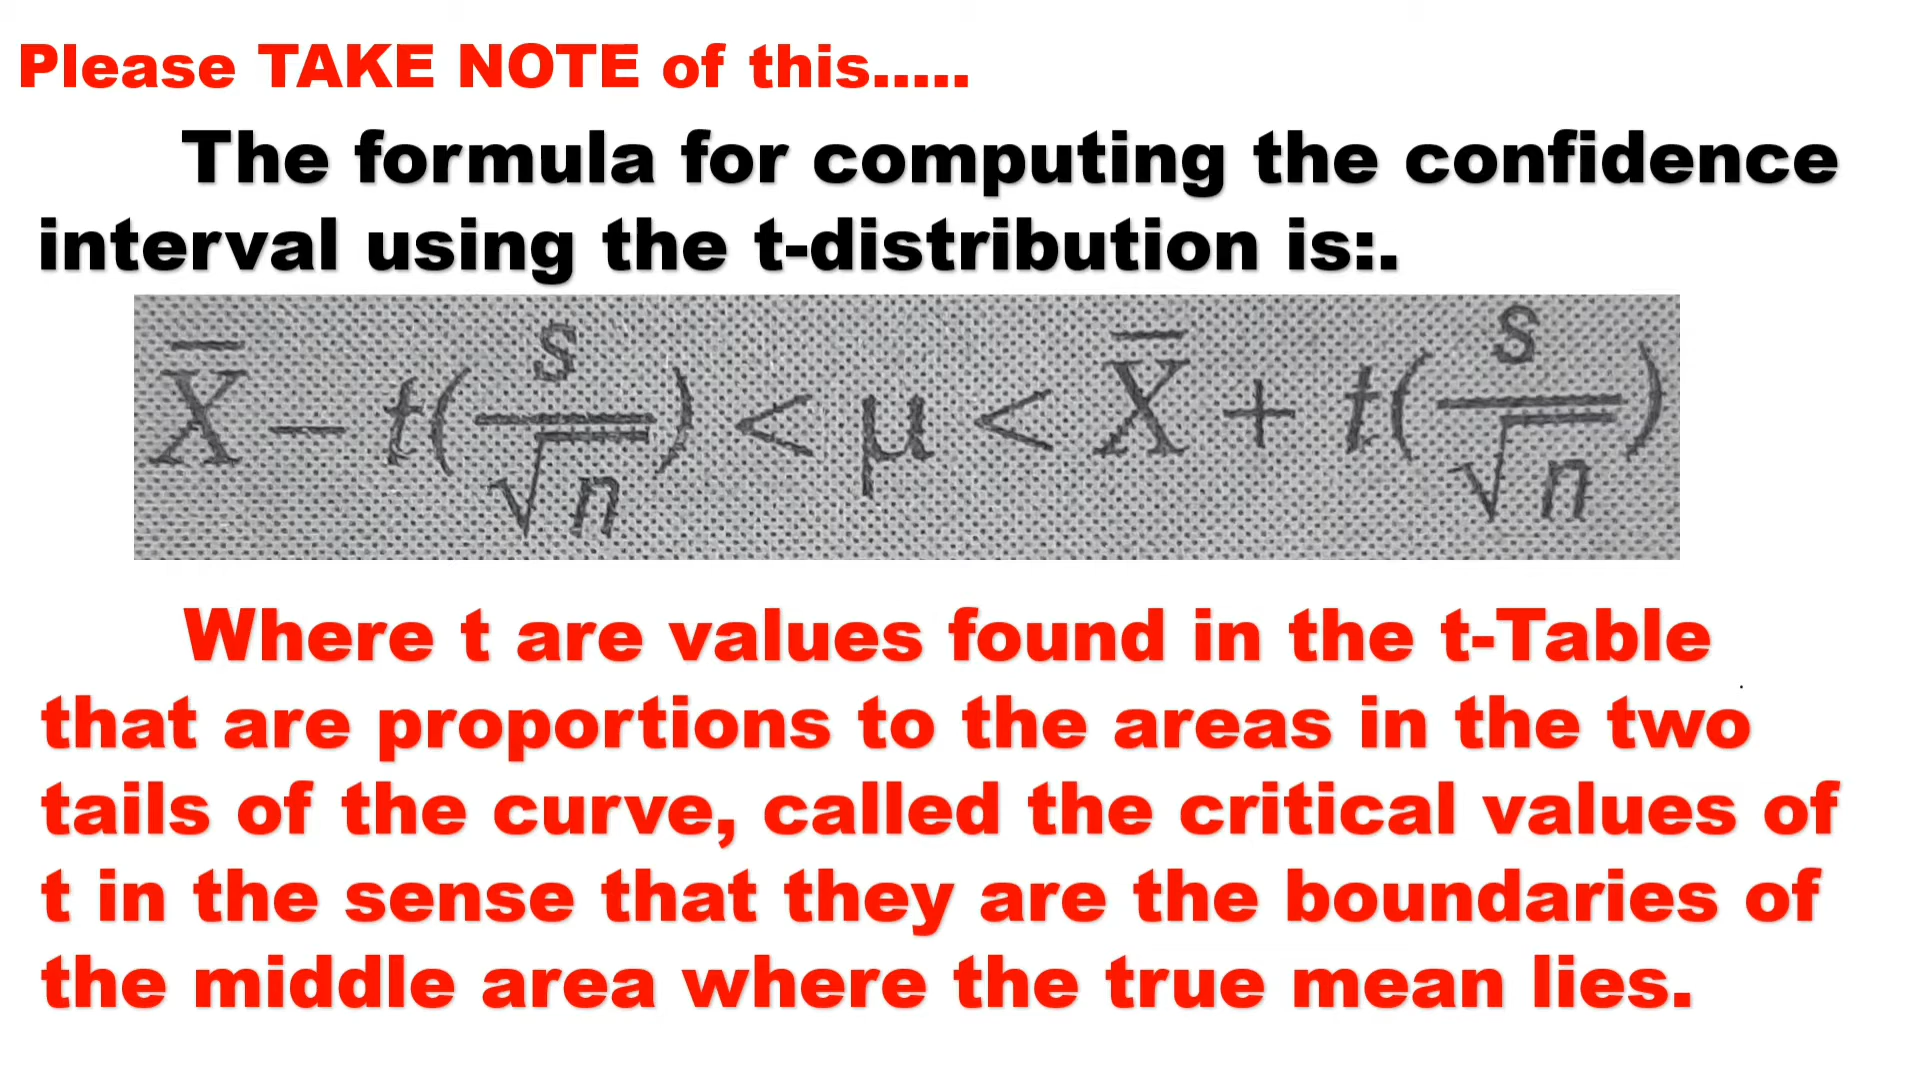 Please TAKE NOTE of this.....
The formula for computing the confidence
interval using the t-distribution is:.
X̄ − t(s/√n) < μ < X̄ + t(s/√n)
Where t are values found in the t-Table
that are proportions to the areas in the two
tails of the curve, called the critical values of
t in the sense that they are the boundaries of
the middle area where the true mean lies.